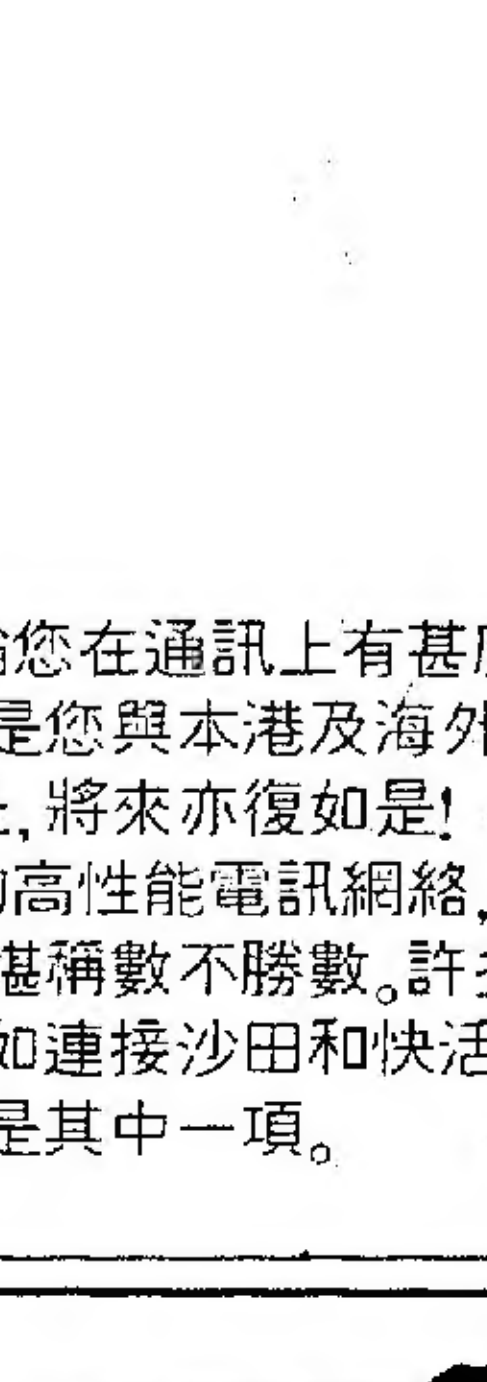 您在通訊上有甚
是您與本港及海外
,將來亦復如是!
高性能電訊網絡,
堪稱數不勝數。許
如連接沙田和快活
是其中一項。